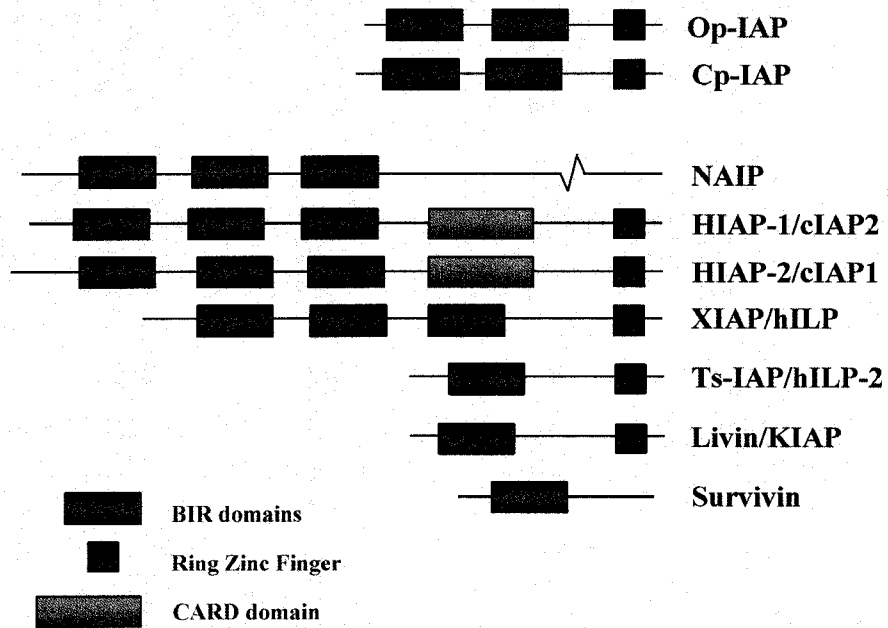 Op-IAP
Cp-IAP
NAIP
HIAP-1/cIAP2
HIAP-2/cIAP1
XIAP/hILP
Ts-IAP/hILP-2
Livin/KIAP
Survivin
BIR domains
Ring Zinc Finger
CARD domain